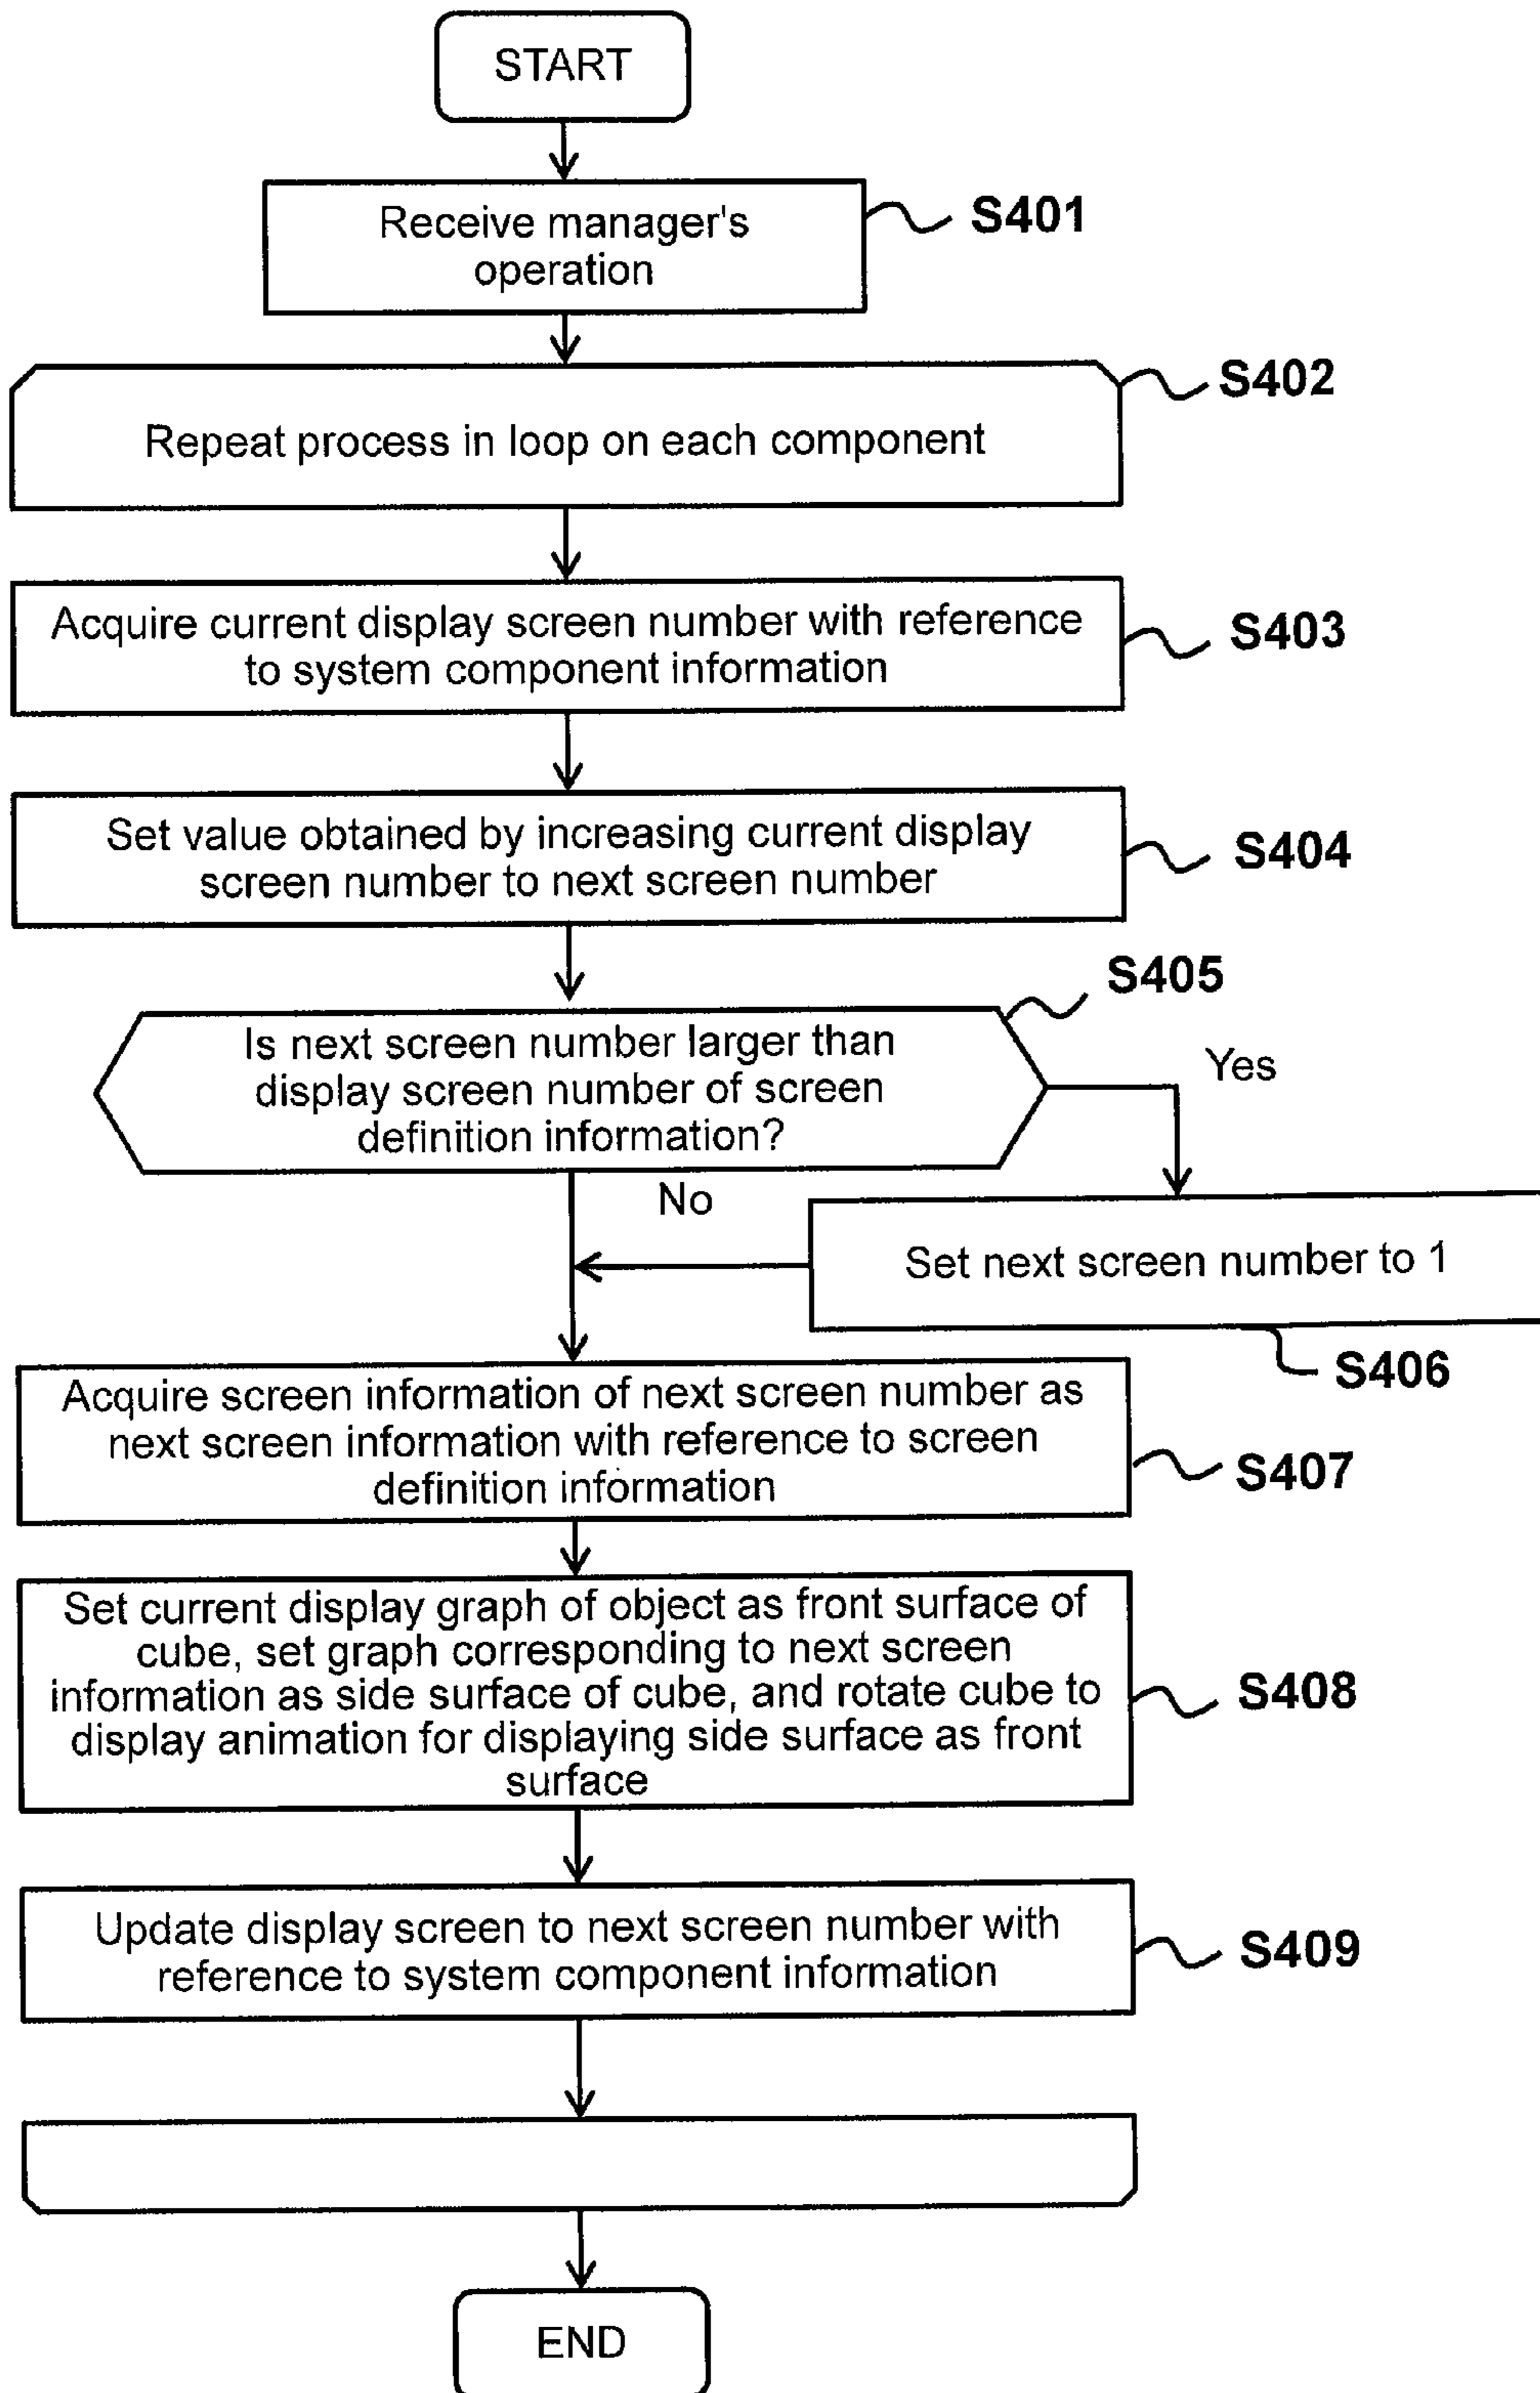 START
Receive manager's
operation
S401
S402
Repeat process in loop on each component
Acquire current display screen number with reference
to system component information
S403
Set value obtained by increasing current display
screen number to next screen number
S404
S405
Is next screen number larger than
display screen number of screen
definition information?
Yes
No
Set next screen number to 1
S406
Acquire screen information of next screen number as
next screen information with reference to screen
definition information
S407
Set current display graph of object as front surface of
cube, set graph corresponding to next screen
information as side surface of cube, and rotate cube to
display animation for displaying side surface as front
surface
S408
Update display screen to next screen number with
reference to system component information
S409
END